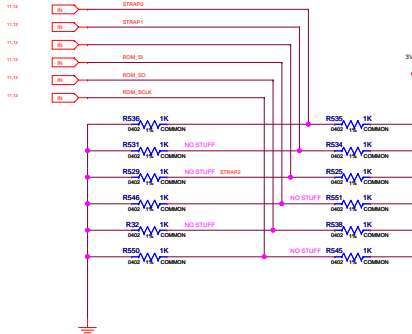 11,12 IN STRAP0
11,12 IN STRAP1
11,12 IN
11,12 IN ROM_SI
11,12 IN ROM_SO
11,12 IN ROM_SCLK
3V
R536 1K 0402 1% COMMON R535 1K 0402 1% COMMON
R531 1K NO STUFF 0402 1% COMMON R534 1K 0402 1% COMMON
R529 1K NO STUFF STRAP2 0402 1% COMMON R525 1K 0402 1% COMMON
R546 1K 0402 1% COMMON NO STUFF R551 1K 0402 1% COMMON
R32 1K NO STUFF 0402 1% COMMON R538 1K 0402 1% COMMON
R550 1K 0402 1% COMMON NO STUFF R545 1K 0402 1% COMMON